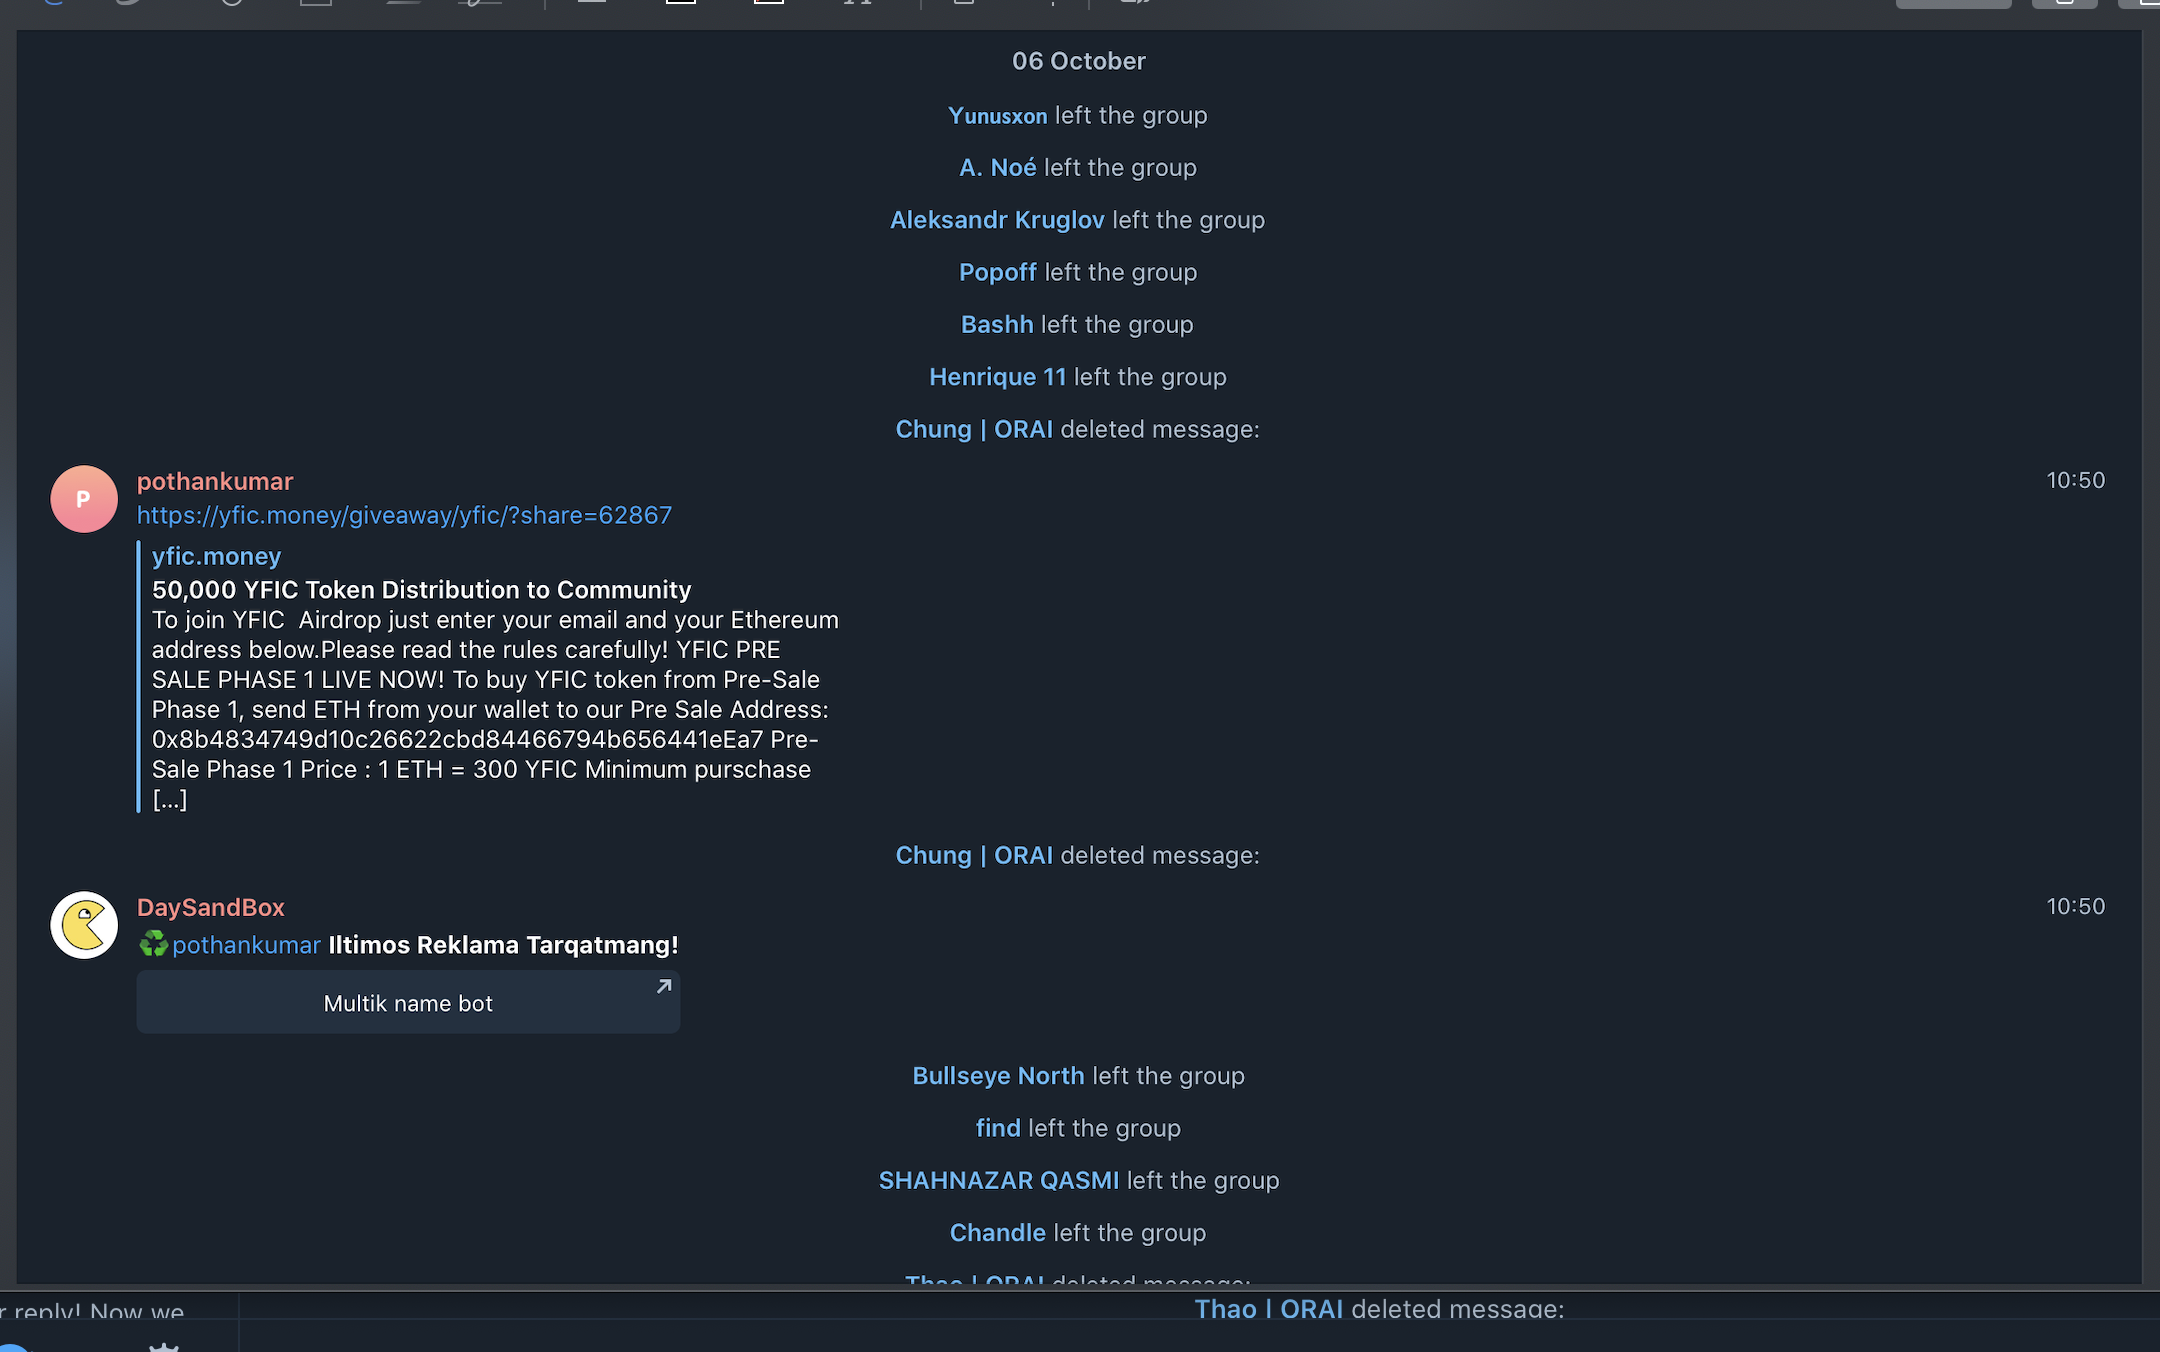 06 October
Yunusxon left the group
A. Noé left the group
Aleksandr Kruglov left the group
Popoff left the group
Bashh left the group
Henrique 11 left the group
Chung | ORAI deleted message:
P
pothankumar 10:50
https://yfic.money/giveaway/yfic/?share=62867
yfic.money
50,000 YFIC Token Distribution to Community
To join YFIC  Airdrop just enter your email and your Ethereum
address below.Please read the rules carefully! YFIC PRE
SALE PHASE 1 LIVE NOW! To buy YFIC token from Pre-Sale
Phase 1, send ETH from your wallet to our Pre Sale Address:
0x8b4834749d10c26622cbd84466794b656441eEa7 Pre-
Sale Phase 1 Price : 1 ETH = 300 YFIC Minimum purschase
[...]
Chung | ORAI deleted message:
DaySandBox 10:50
♻️pothankumar Iltimos Reklama Tarqatmang!
Multik name bot
Bullseye North left the group
find left the group
SHAHNAZAR QASMI left the group
Chandle left the group
Thao | ORAI deleted message:
r reply! Now we
Thao | ORAI deleted message: